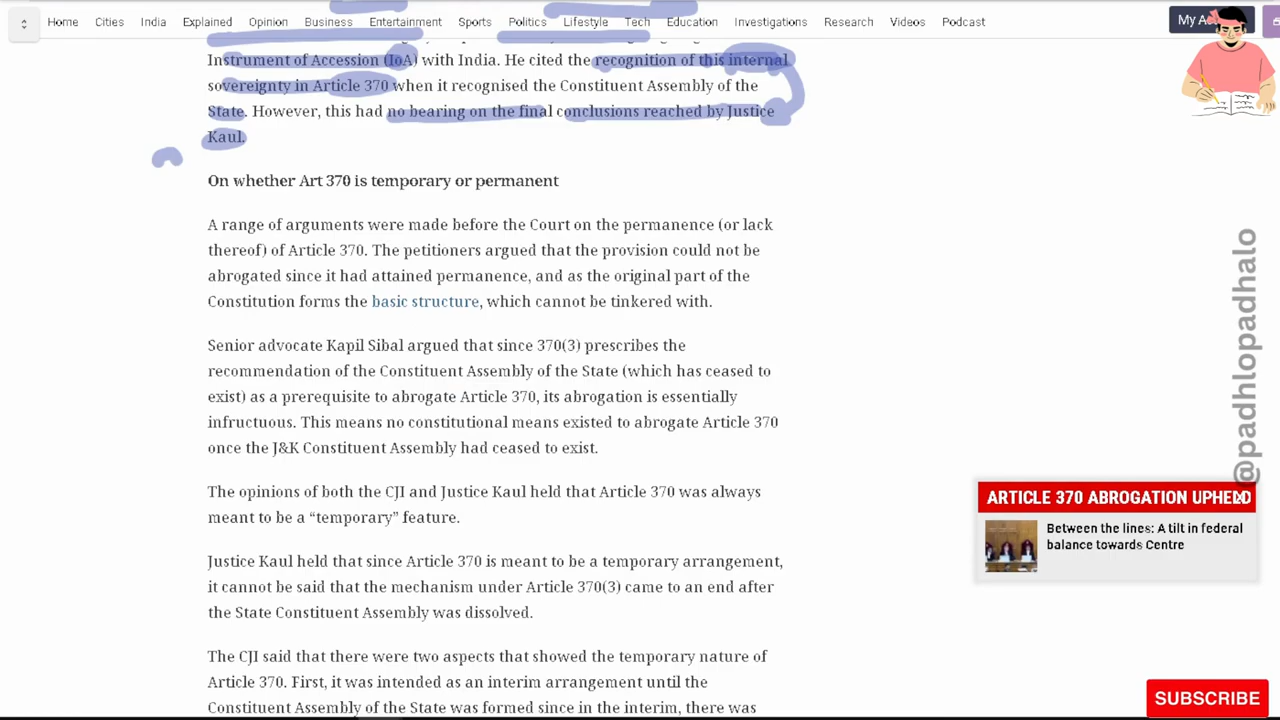 Home Cities India Explained Opinion Business Entertainment Sports Politics Lifestyle Tech Education Investigations Research Videos Podcast
My
Instrument of Accession (IoA) with India. He cited the recognition of this internal
sovereignty in Article 370 when it recognised the Constituent Assembly of the
State. However, this had no bearing on the final conclusions reached by Justice
Kaul.
On whether Art 370 is temporary or permanent
A range of arguments were made before the Court on the permanence (or lack
thereof) of Article 370. The petitioners argued that the provision could not be
abrogated since it had attained permanence, and as the original part of the
Constitution forms the basic structure, which cannot be tinkered with.
Senior advocate Kapil Sibal argued that since 370(3) prescribes the
recommendation of the Constituent Assembly of the State (which has ceased to
exist) as a prerequisite to abrogate Article 370, its abrogation is essentially
infructuous. This means no constitutional means existed to abrogate Article 370
once the J&K Constituent Assembly had ceased to exist.
The opinions of both the CJI and Justice Kaul held that Article 370 was always
meant to be a “temporary” feature.
Justice Kaul held that since Article 370 is meant to be a temporary arrangement,
it cannot be said that the mechanism under Article 370(3) came to an end after
the State Constituent Assembly was dissolved.
The CJI said that there were two aspects that showed the temporary nature of
Article 370. First, it was intended as an interim arrangement until the
Constituent Assembly of the State was formed since in the interim, there was
@padhlopadhalo
ARTICLE 370 ABROGATION UPHELD
Between the lines: A tilt in federal
balance towards Centre
SUBSCRIBE